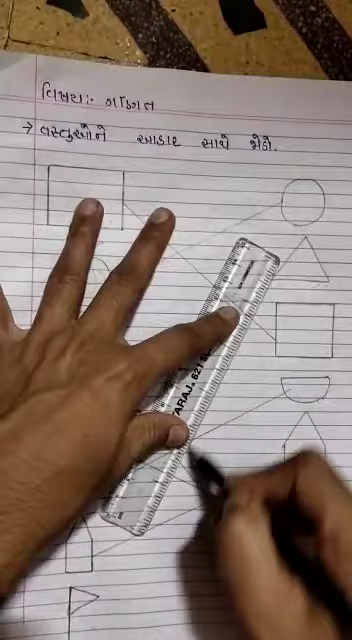 વિષય:- ગણિત
→ વસ્તુઓને આકાર સાથે જોડો.